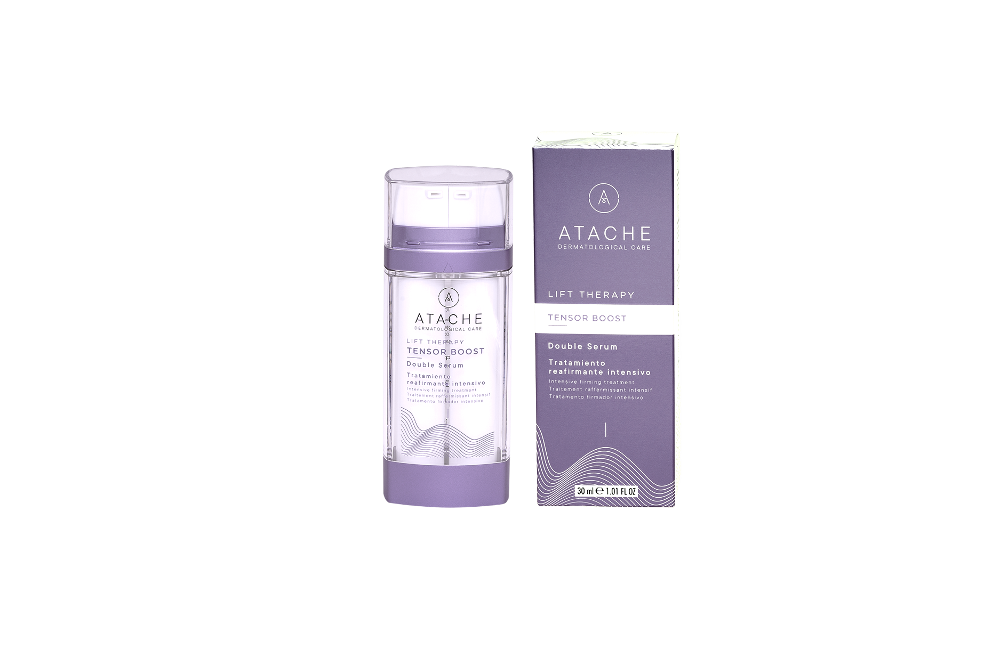 ATACHE
DERMATOLOGICAL CARE
LIFT THERAPY
TENSOR BOOST
Double Serum
Tratamiento
reafirmante intensivo
Intensive firming treatment
Traitement raffermissant intensif
Tratamento firmador intensivo
ATACHE
DERMATOLOGICAL CARE
LIFT THERAPY
TENSOR BOOST
Double Serum
Tratamiento
reafirmante intensivo
Intensive firming treatment
Traitement raffermissant intensif
Tratamento firmador intensivo
30 ml ℮ 1.01 FL OZ